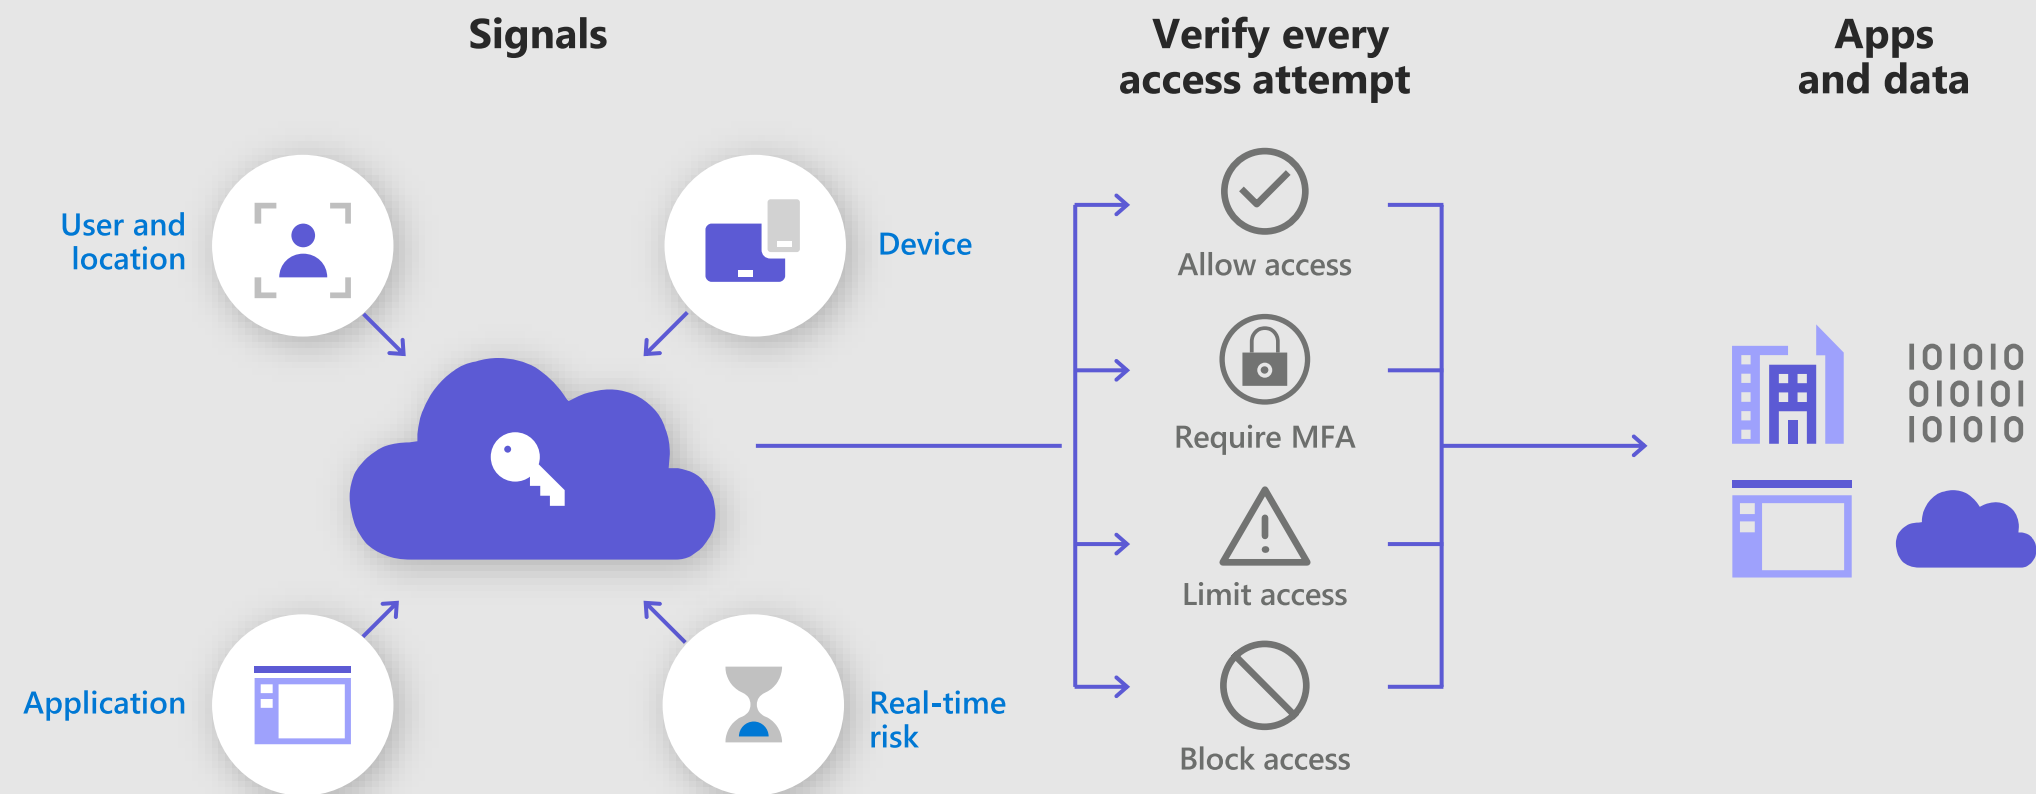 Signals
Verify every
access attempt
Apps
and data
User and
location
Device
Application
Real-time
risk
Allow access
Require MFA
Limit access
Block access
101010
010101
101010